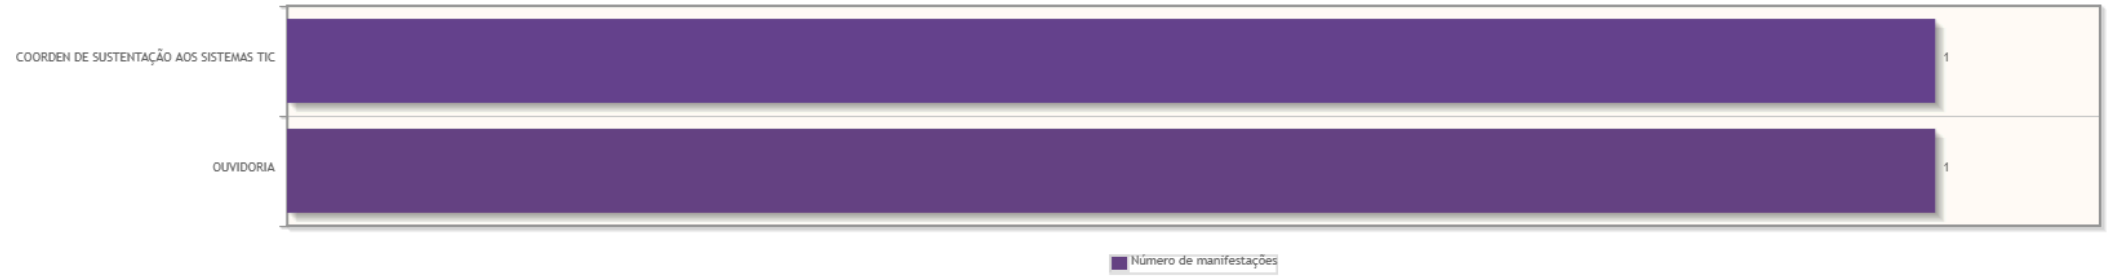 COORDEN DE SUSTENTAÇÃO AOS SISTEMAS TIC
1
OUVIDORIA
1
Número de manifestações